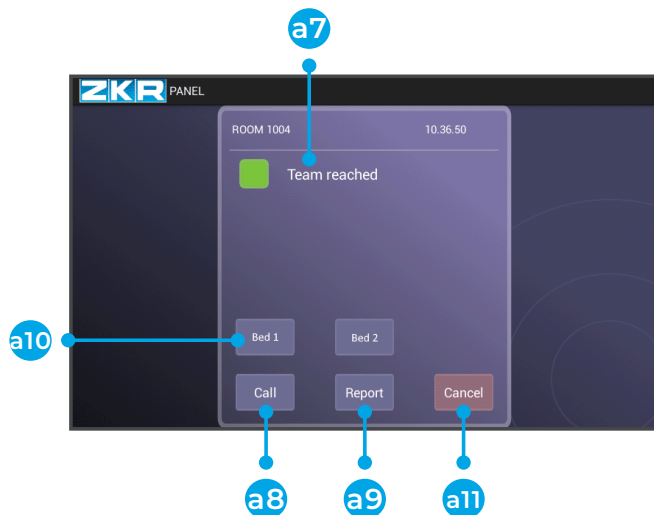 a7
ZKR PANEL
ROOM 1004 10.36.50
Team reached
a10
Bed 1 Bed 2
Call Report Cancel
a8 a9 a11